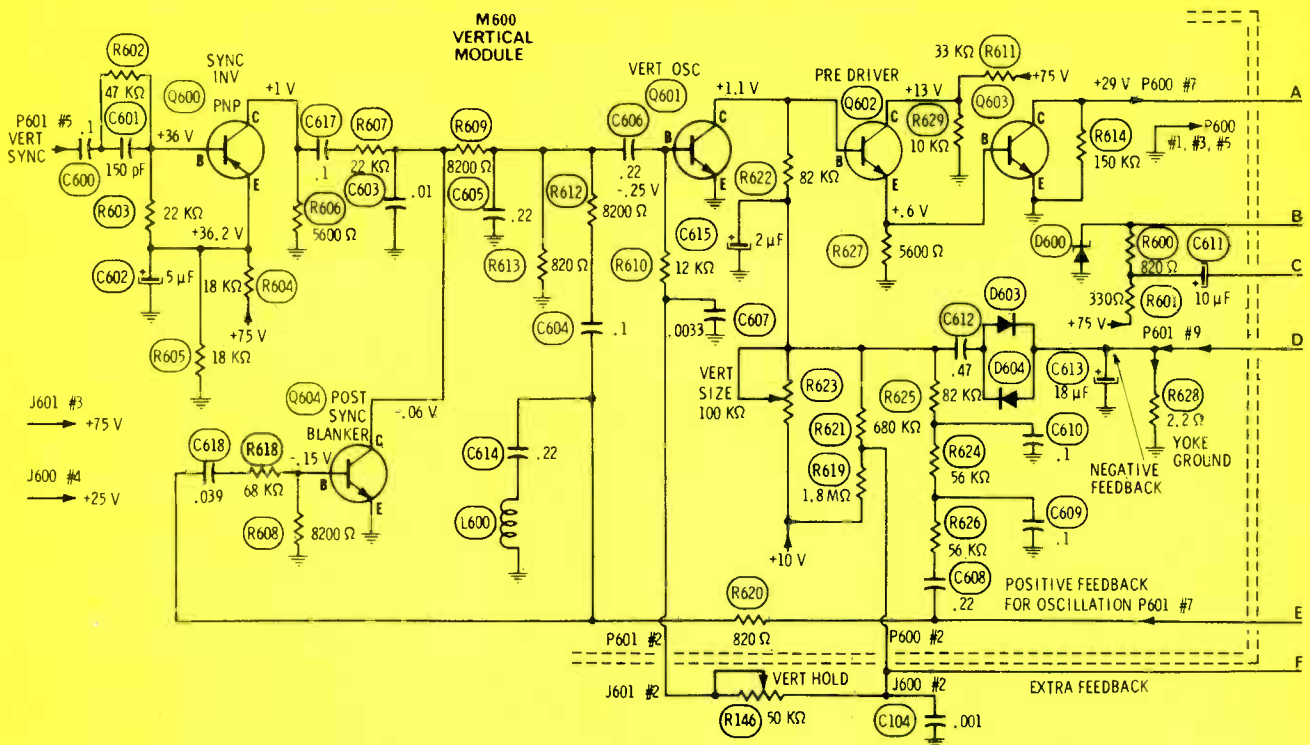 M600
VERTICAL
MODULE
R602
47 KΩ
C601
150 pF
P601 #5
VERT
SYNC
.1
C600
+36 V
Q600
SYNC
INV
PNP
+1 V
C
B
E
R603
22 KΩ
+36.2 V
C602
+
5 µF
18 KΩ
R604
+75 V
R605
18 KΩ
C617
.1
R606
5600 Ω
R607
22 KΩ
C603
.01
R609
8200 Ω
C605
.22
R613
820 Ω
R612
8200 Ω
C604
.1
C606
.22
-.25 V
VERT OSC
Q601
+1.1 V
C
B
E
R610
12 KΩ
C607
.0033
R622
82 KΩ
C615
+
2 µF
PRE DRIVER
Q602
+13 V
C
B
E
+.6 V
R627
5600 Ω
33 KΩ
R611
+75 V
R629
10 KΩ
Q603
C
B
E
+29 V P600 #7
R614
150 KΩ
P600
#1, #3, #5
A
B
C
D
E
F
D600
R600
820 Ω
C611
+
10 µF
330Ω
R601
+75 V
P601 #9
C612
.47
D603
D604
C613
+
18 µF
R628
2.2 Ω
YOKE
GROUND
NEGATIVE
FEEDBACK
VERT
SIZE
100 KΩ
R623
R621
680 KΩ
R619
1.8 MΩ
+10 V
R625
82 KΩ
C610
.1
R624
56 KΩ
C609
.1
R626
56 KΩ
C608
.22
POSITIVE FEEDBACK
FOR OSCILLATION P601 #7
J601 #3
+75 V
J600 #4
+25 V
Q604
POST
SYNC
BLANKER
-.06 V
C
B
E
C618
.039
R618
68 KΩ
-.15 V
R608
8200 Ω
C614
.22
L600
R620
820 Ω
P601 #2
P600 #2
J601 #2
VERT HOLD
J600 #2
EXTRA FEEDBACK
R146
50 KΩ
C104
.001